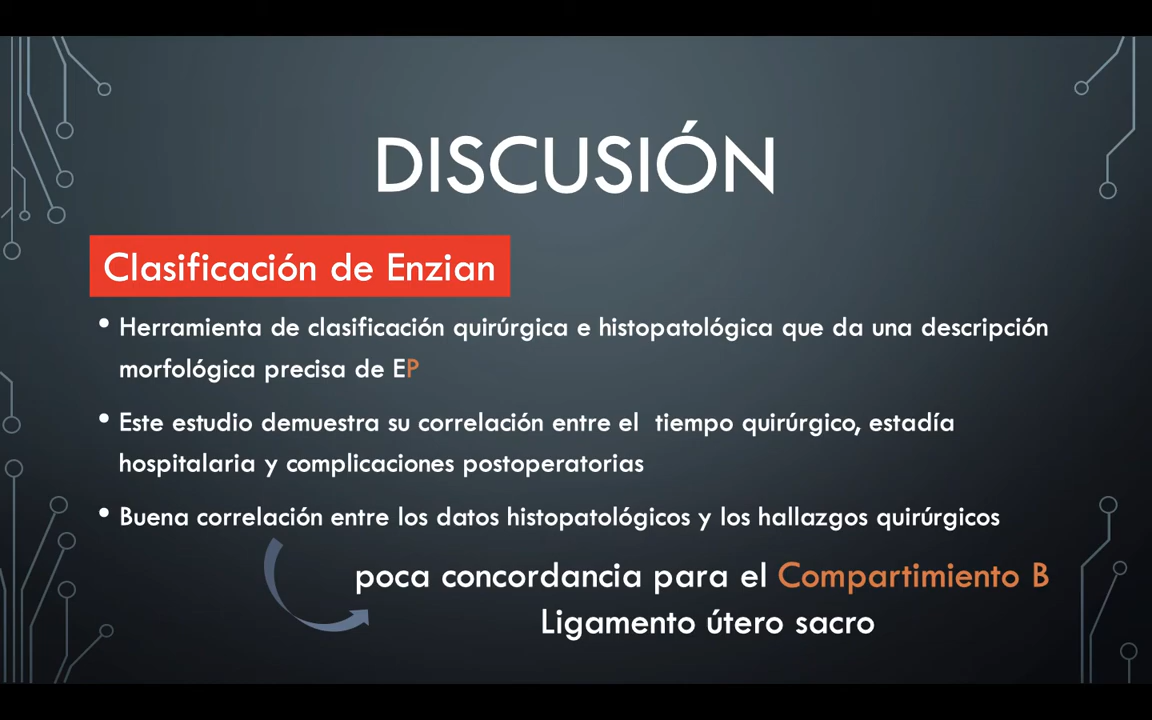 DISCUSIÓN
Clasificación de Enzian
• Herramienta de clasificación quirúrgica e histopatológica que da una descripción
morfológica precisa de EP
• Este estudio demuestra su correlación entre el tiempo quirúrgico, estadía
hospitalaria y complicaciones postoperatorias
• Buena correlación entre los datos histopatológicos y los hallazgos quirúrgicos
poca concordancia para el Compartimiento B
Ligamento útero sacro